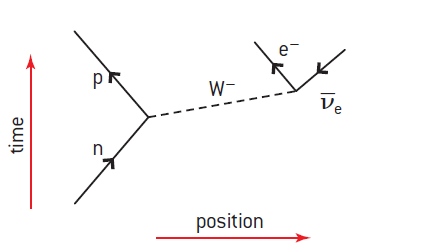 e⁻
p
W⁻
ν̅ₑ
n
time
position